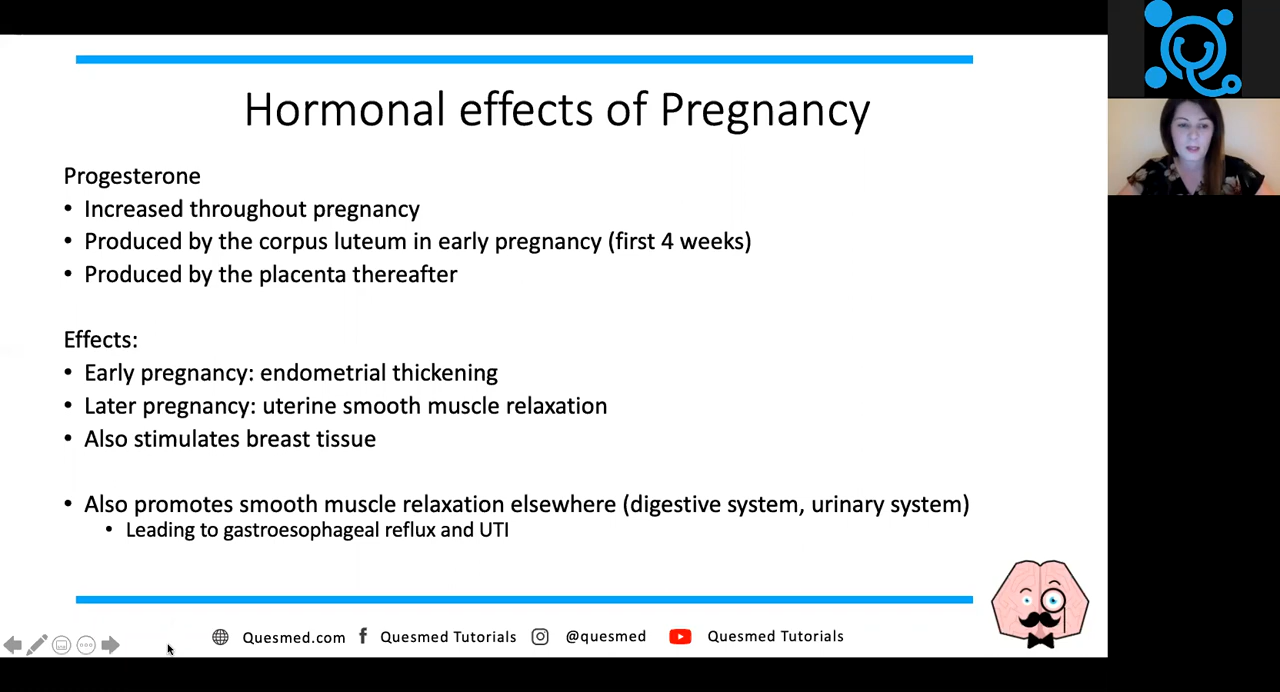 Hormonal effects of Pregnancy
Progesterone
• Increased throughout pregnancy
• Produced by the corpus luteum in early pregnancy (first 4 weeks)
• Produced by the placenta thereafter
Effects:
• Early pregnancy: endometrial thickening
• Later pregnancy: uterine smooth muscle relaxation
• Also stimulates breast tissue
• Also promotes smooth muscle relaxation elsewhere (digestive system, urinary system)
• Leading to gastroesophageal reflux and UTI
Quesmed.com f Quesmed Tutorials @quesmed Quesmed Tutorials